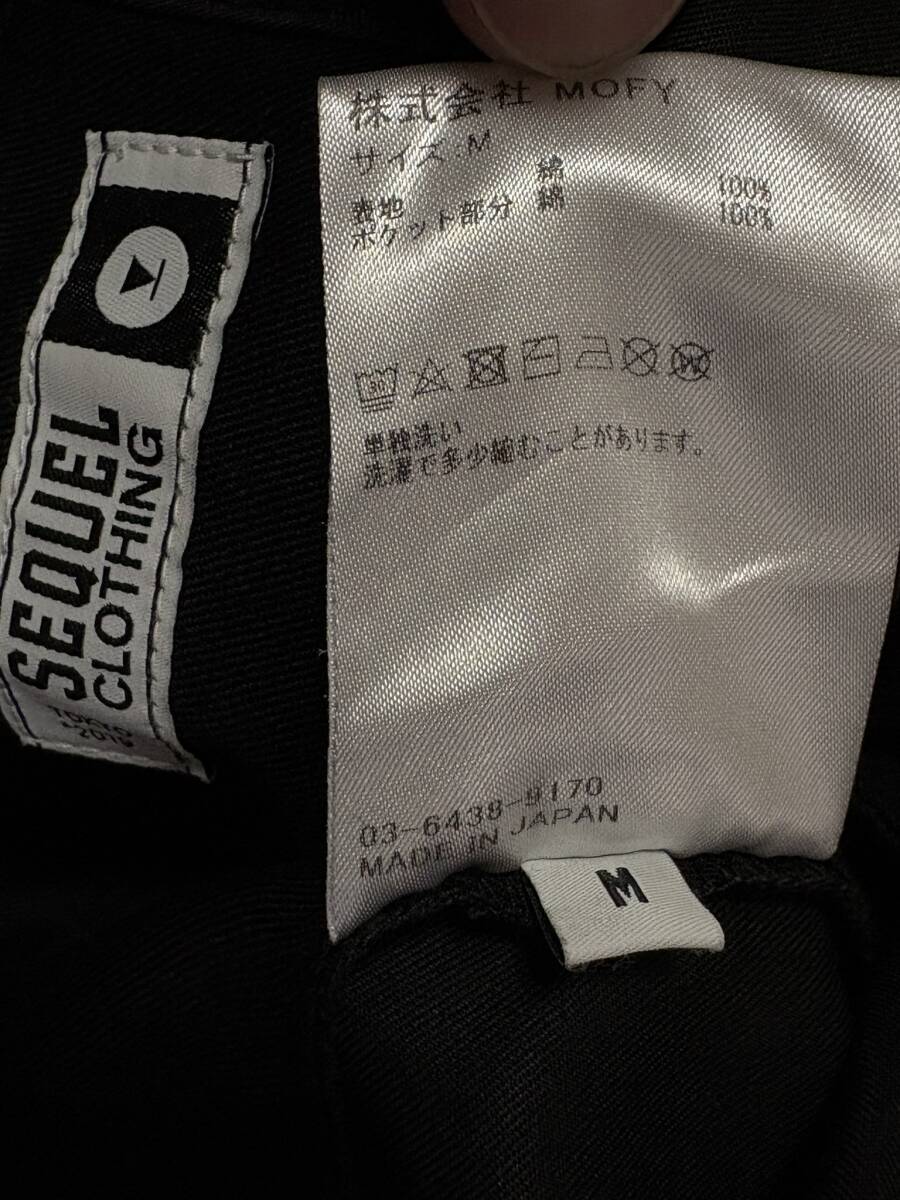 SEQUEL
CLOTHING
TOKYO
2019
株式会社 MOFY
サイズ:M
表地 綿 100%
ポケット部分 綿 100%
30
W
単独洗い
洗濯で多少縮むことがあります。
03-6438-9170
MADE IN JAPAN
M